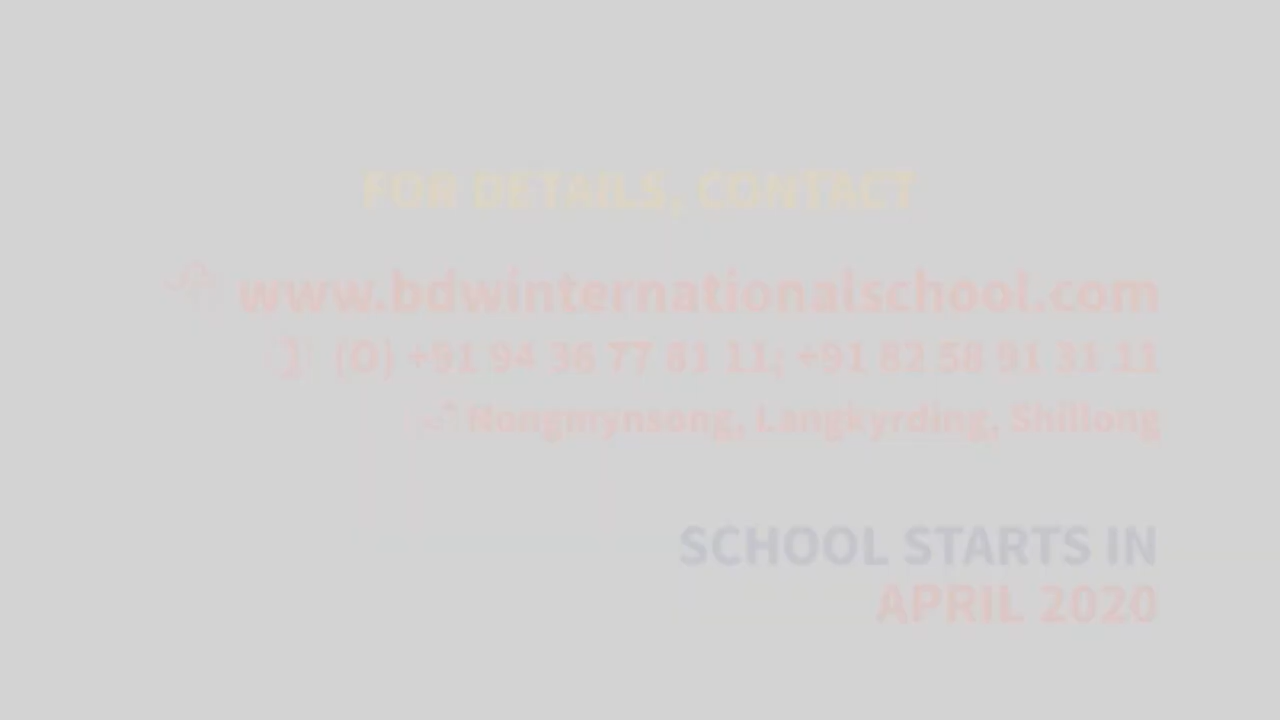 FOR DETAILS, CONTACT
www.bdwinternationalschool.com
(O) +91 94 36 77 81 11; +91 82 58 91 31 11
Nongmynsong, Langkyrding, Shillong
SCHOOL STARTS IN
APRIL 2020